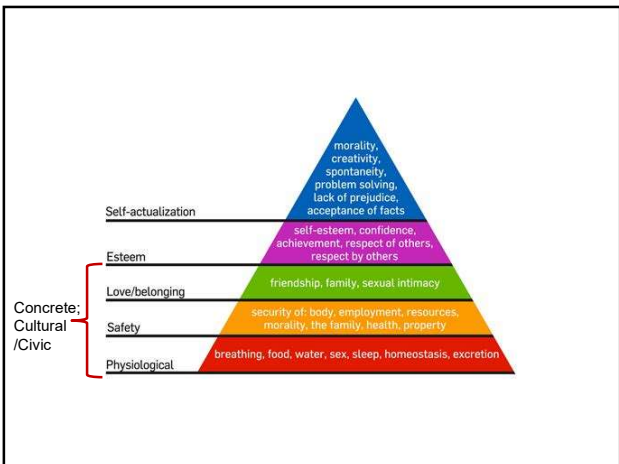 morality,
creativity,
spontaneity,
problem solving,
lack of prejudice,
acceptance of facts
Self-actualization
self-esteem, confidence,
achievement, respect of others,
respect by others
Esteem
friendship, family, sexual intimacy
Love/belonging
Concrete;
Cultural
/Civic
security of: body, employment, resources,
morality, the family, health, property
Safety
breathing, food, water, sex, sleep, homeostasis, excretion
Physiological